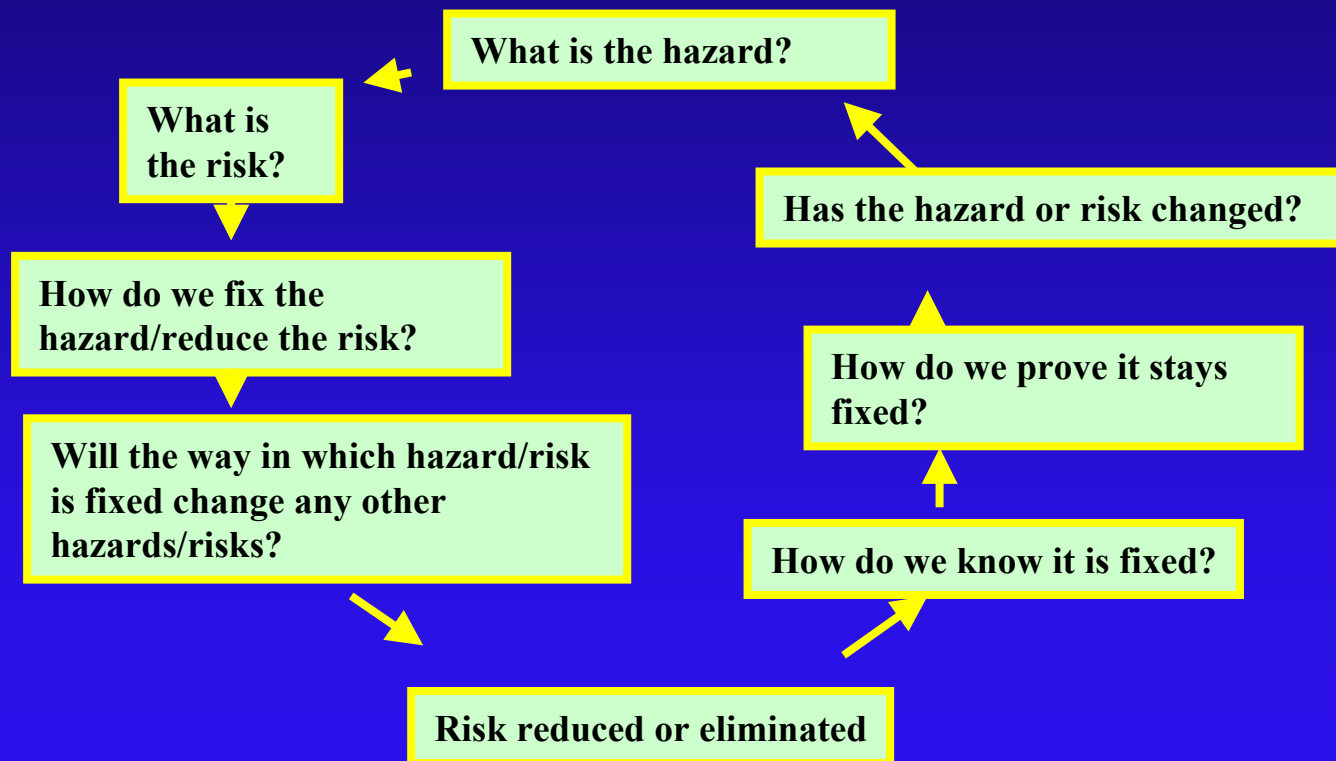 What is the hazard?
What is
the risk?
How do we fix the
hazard/reduce the risk?
Will the way in which hazard/risk
is fixed change any other
hazards/risks?
Risk reduced or eliminated
How do we know it is fixed?
How do we prove it stays
fixed?
Has the hazard or risk changed?